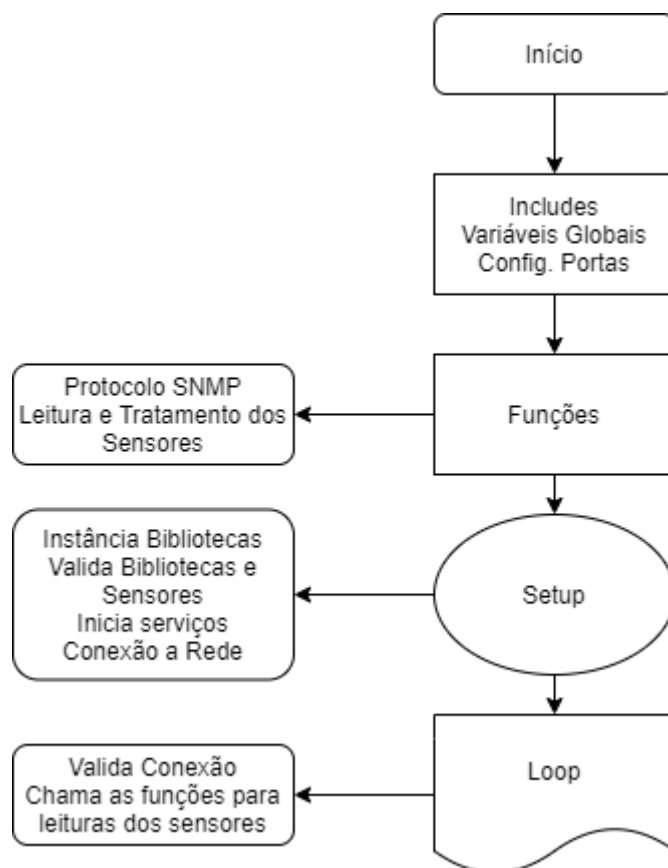 Início
Includes
Variáveis Globais
Config. Portas
Funções
Protocolo SNMP
Leitura e Tratamento dos
Sensores
Setup
Instância Bibliotecas
Valida Bibliotecas e
Sensores
Inicia serviços
Conexão a Rede
Loop
Valida Conexão
Chama as funções para
leituras dos sensores